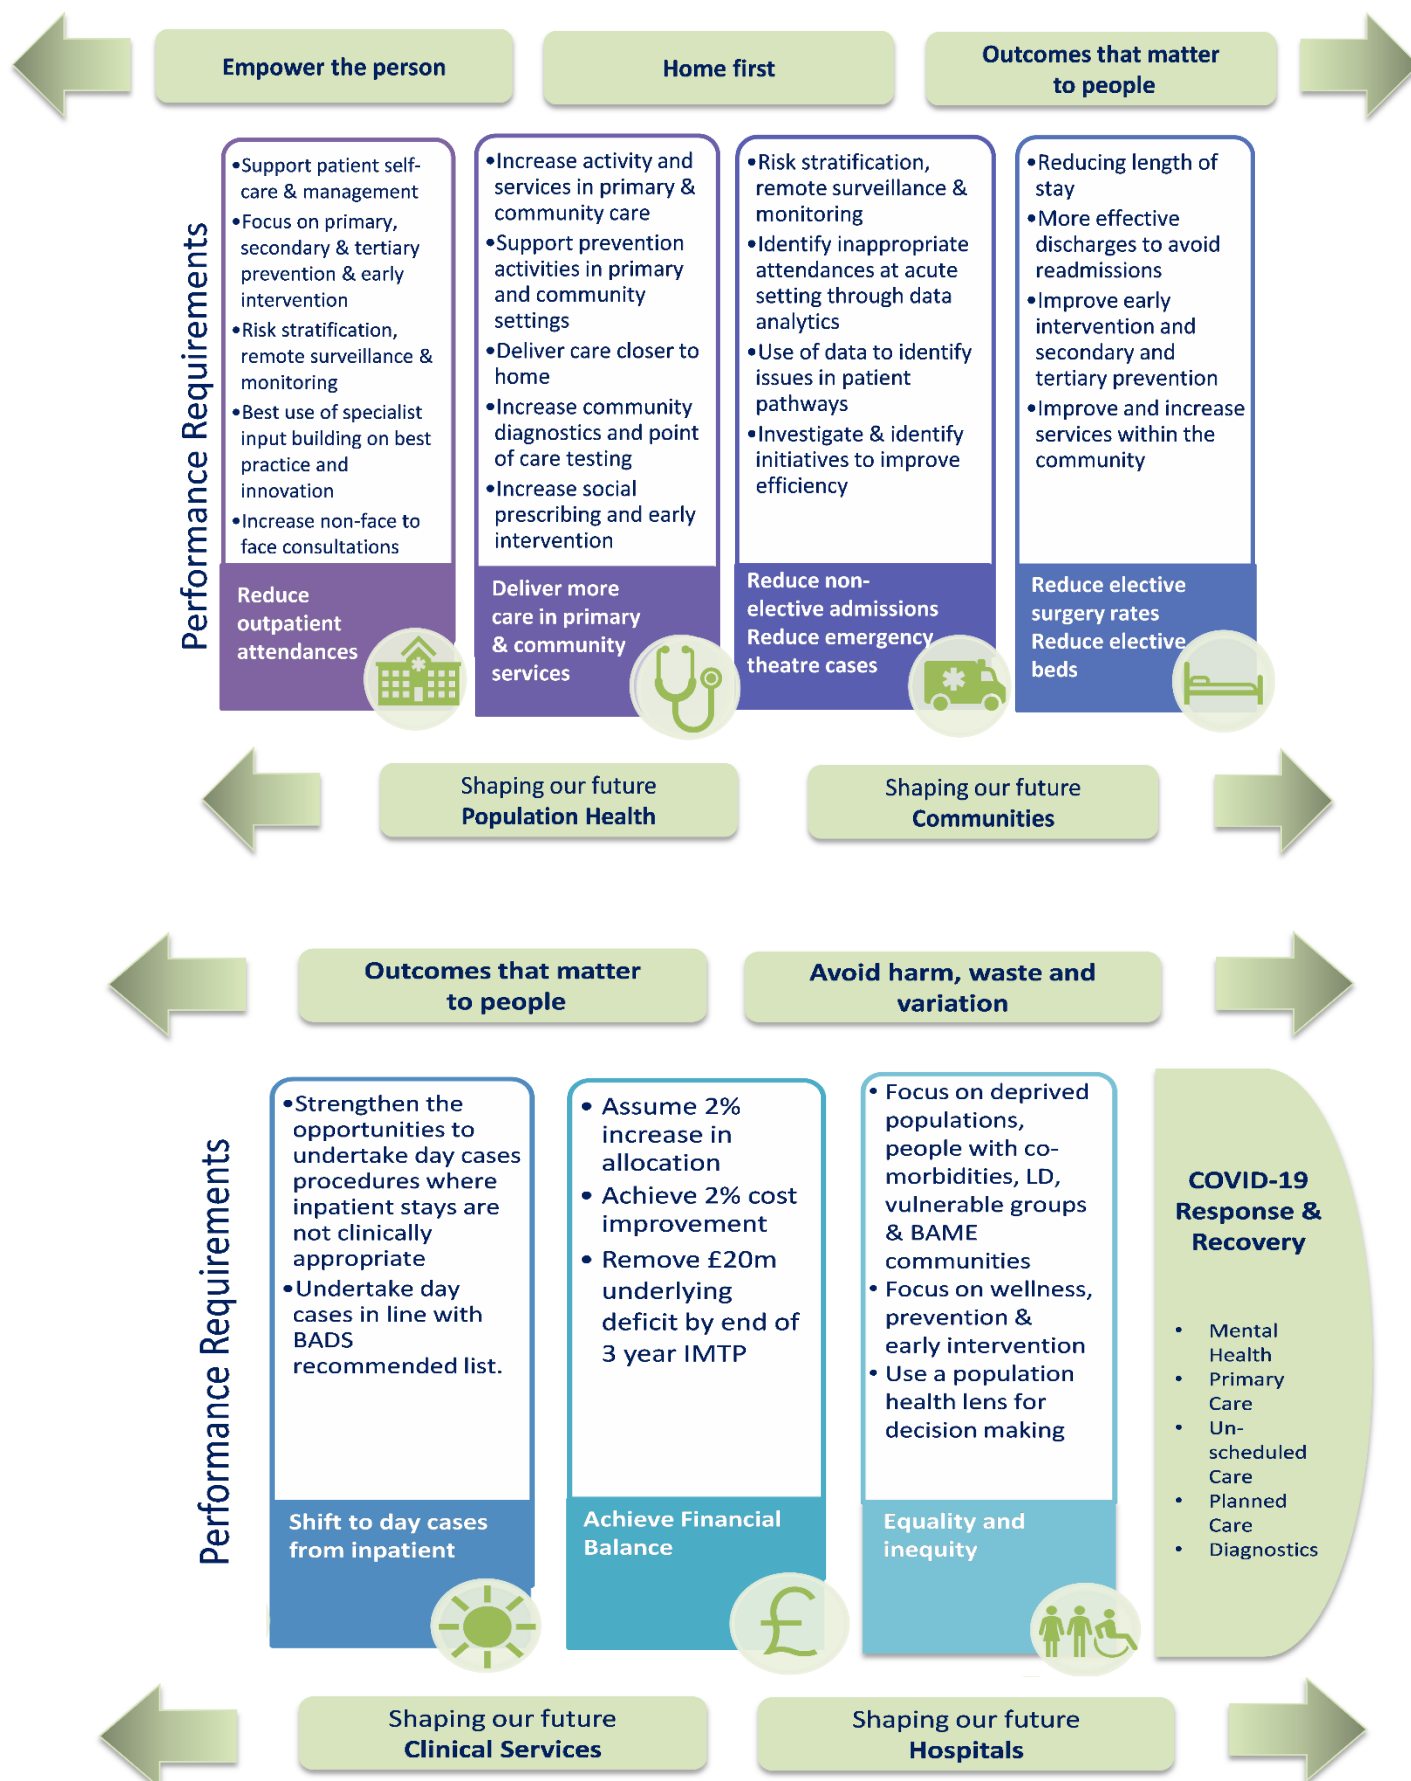 Empower the person
Home first
Outcomes that matter
to people
Performance Requirements
•Support patient self-
care & management
•Focus on primary,
secondary & tertiary
prevention & early
intervention
•Risk stratification,
remote surveillance &
monitoring
•Best use of specialist
input building on best
practice and
innovation
•Increase non-face to
face consultations
Reduce
outpatient
attendances
•Increase activity and
services in primary &
community care
•Support prevention
activities in primary
and community
settings
•Deliver care closer to
home
•Increase community
diagnostics and point
of care testing
•Increase social
prescribing and early
intervention
Deliver more
care in primary
& community
services
•Risk stratification,
remote surveillance &
monitoring
•Identify inappropriate
attendances at acute
setting through data
analytics
•Use of data to identify
issues in patient
pathways
•Investigate & identify
initiatives to improve
efficiency
Reduce non-
elective admissions
Reduce emergency
theatre cases
•Reducing length of
stay
•More effective
discharges to avoid
readmissions
•Improve early
intervention and
secondary and
tertiary prevention
•Improve and increase
services within the
community
Reduce elective
surgery rates
Reduce elective
beds
Shaping our future
Population Health
Shaping our future
Communities
Outcomes that matter
to people
Avoid harm, waste and
variation
Performance Requirements
•Strengthen the
opportunities to
undertake day cases
procedures where
inpatient stays are
not clinically
appropriate
•Undertake day
cases in line with
BADS
recommended list.
Shift to day cases
from inpatient
• Assume 2%
increase in
allocation
• Achieve 2% cost
improvement
• Remove £20m
underlying
deficit by end of
3 year IMTP
Achieve Financial
Balance
£
• Focus on deprived
populations,
people with co-
morbidities, LD,
vulnerable groups
& BAME
communities
• Focus on wellness,
prevention &
early intervention
• Use a population
health lens for
decision making
Equality and
inequity
COVID-19
Response &
Recovery
• Mental
Health
• Primary
Care
• Un-
scheduled
Care
• Planned
Care
• Diagnostics
Shaping our future
Clinical Services
Shaping our future
Hospitals